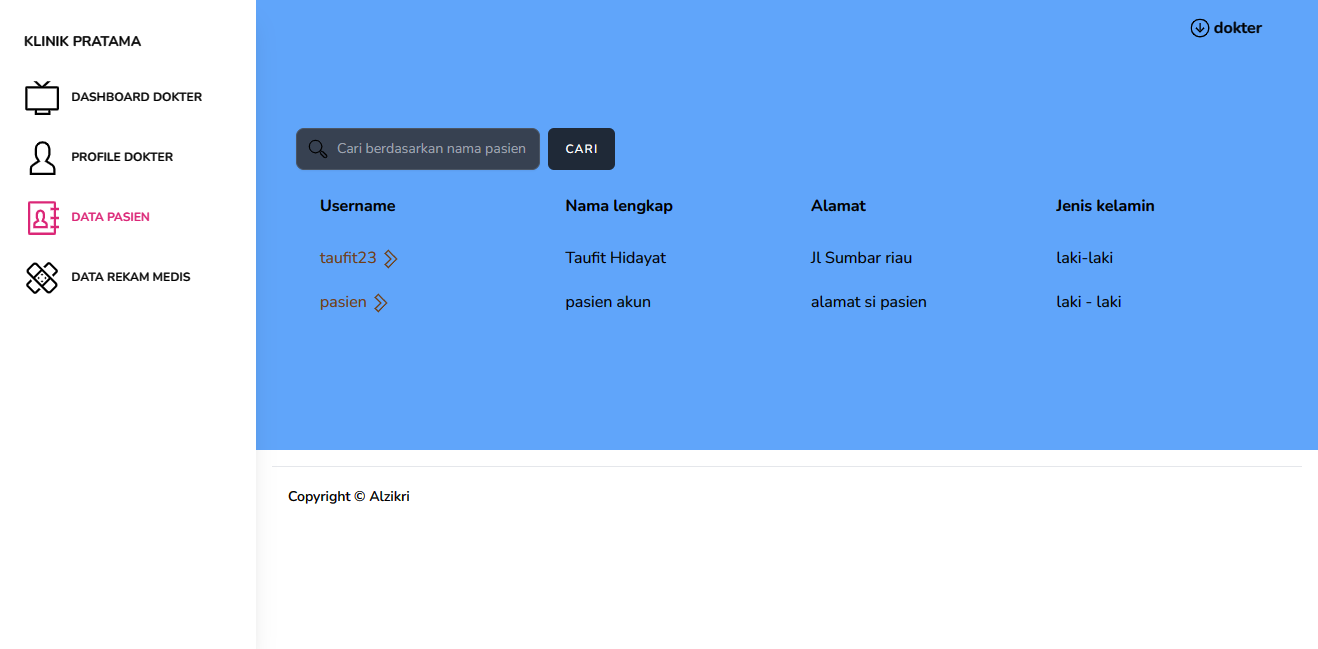 KLINIK PRATAMA
DASHBOARD DOKTER
PROFILE DOKTER
DATA PASIEN
DATA REKAM MEDIS
dokter
Cari berdasarkan nama pasien CARI
Username Nama lengkap Alamat Jenis kelamin
taufit23 Taufit Hidayat Jl Sumbar riau laki-laki
pasien pasien akun alamat si pasien laki - laki
Copyright © Alzikri